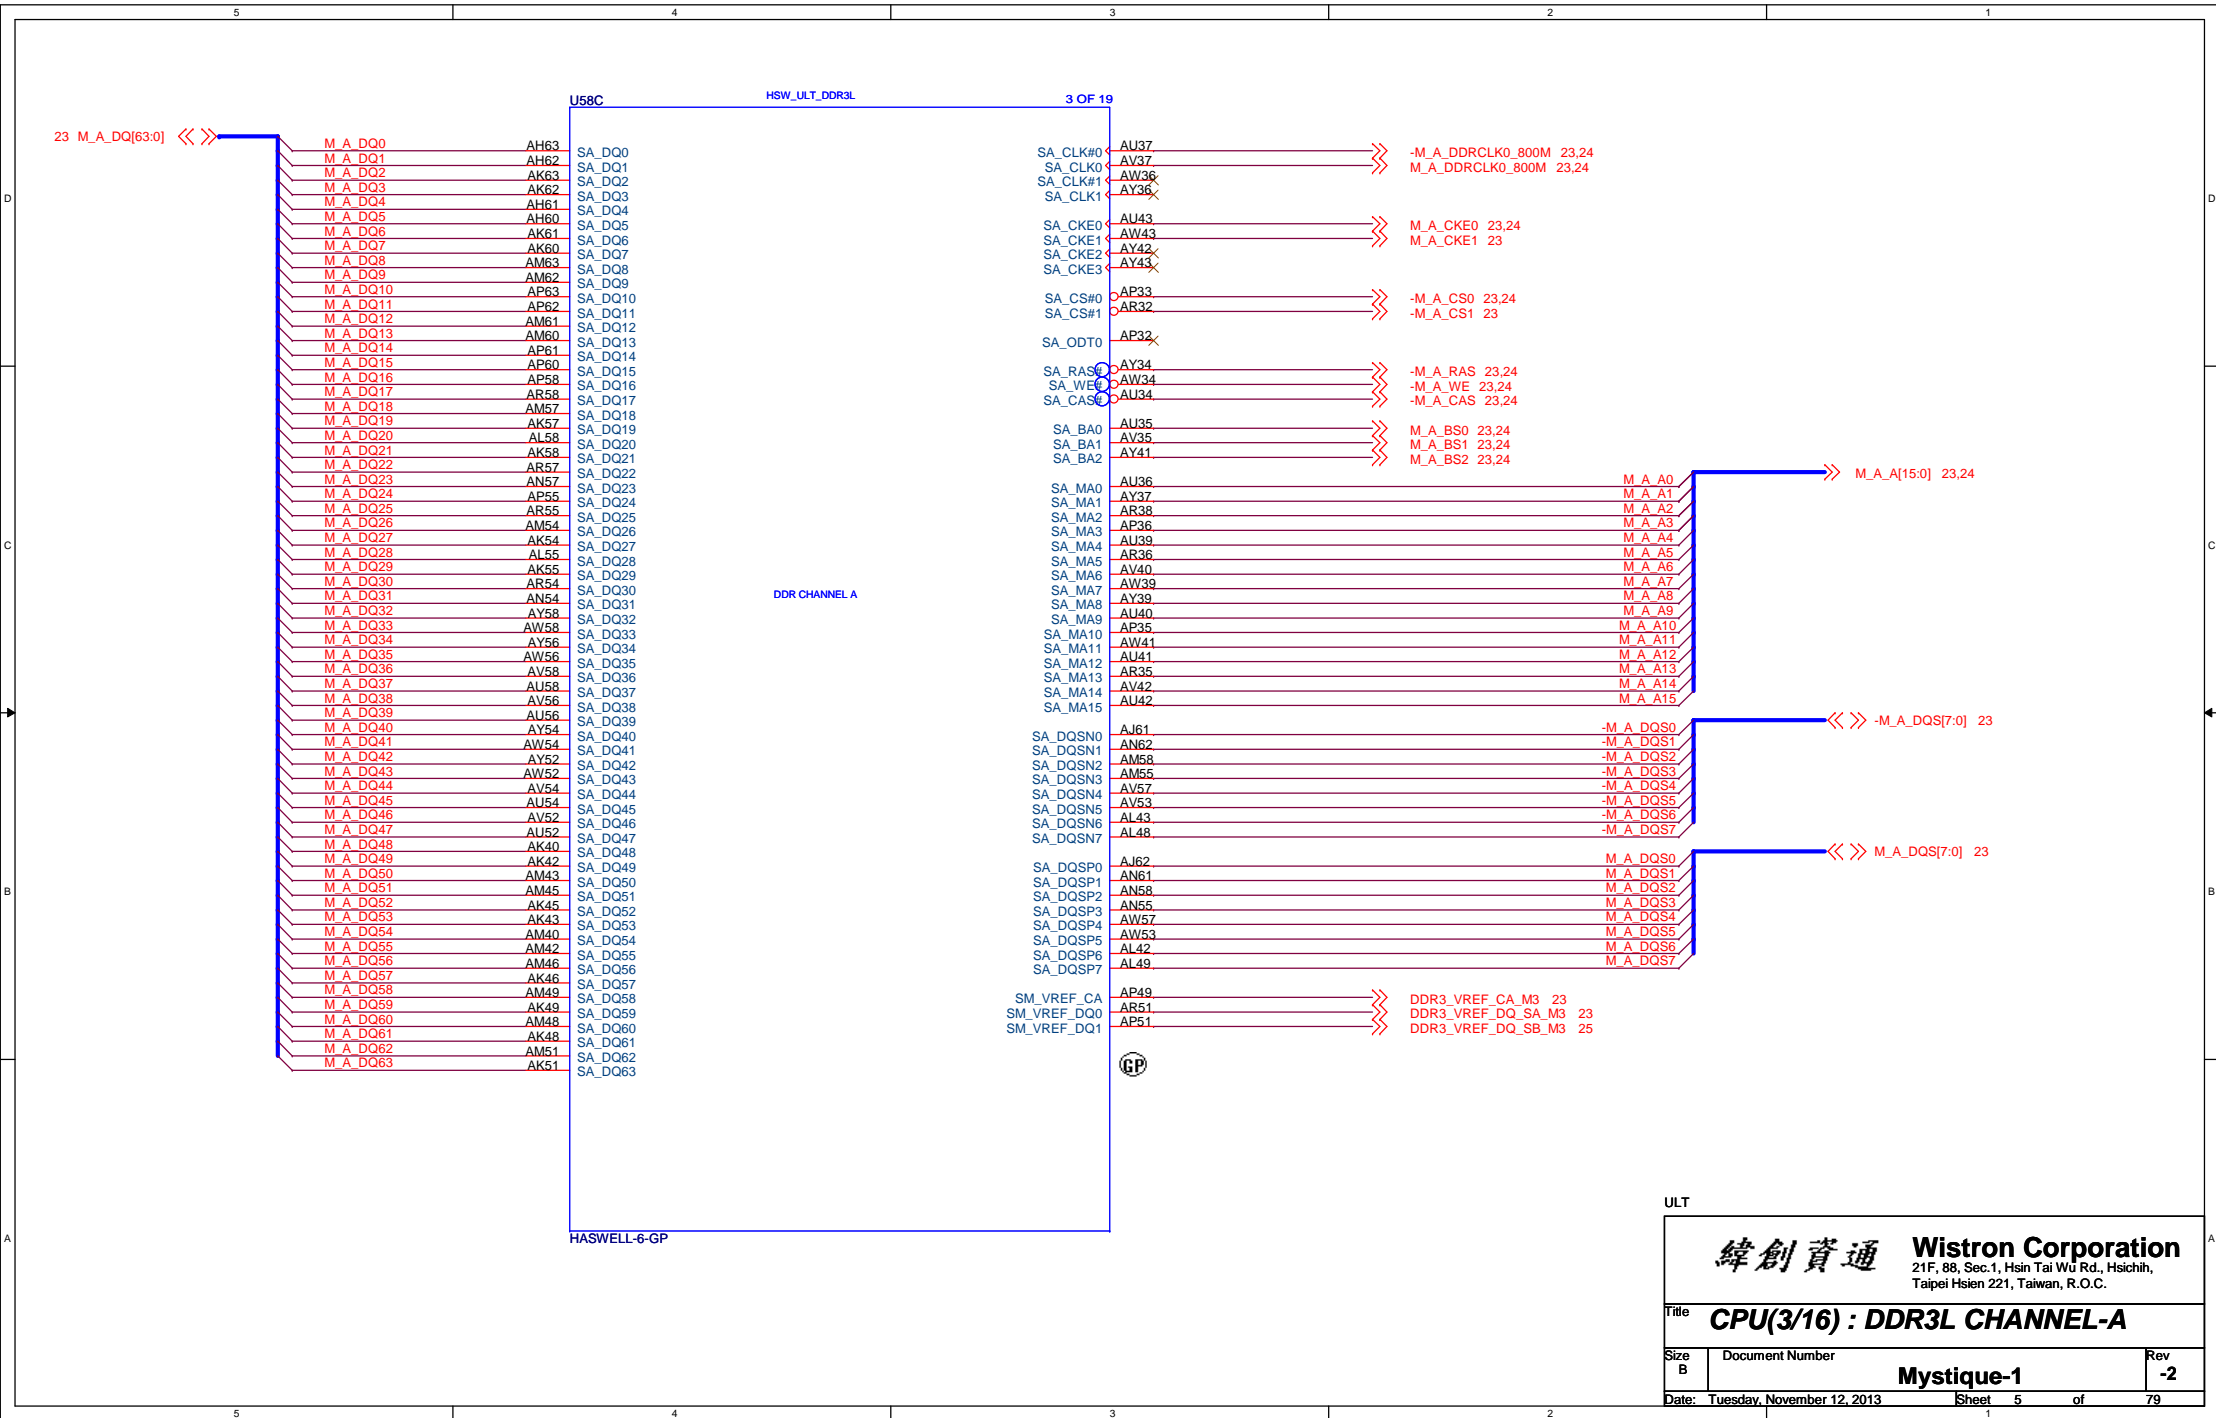 5 4 3 2 1
U58C HSW_ULT_DDR3L 3 OF 19
23 M_A_DQ[63:0]
M_A_DQ0 AH63 SA_DQ0
M_A_DQ1 AH62 SA_DQ1
M_A_DQ2 AK63 SA_DQ2
M_A_DQ3 AK62 SA_DQ3
M_A_DQ4 AH61 SA_DQ4
M_A_DQ5 AH60 SA_DQ5
M_A_DQ6 AK61 SA_DQ6
M_A_DQ7 AK60 SA_DQ7
M_A_DQ8 AM63 SA_DQ8
M_A_DQ9 AM62 SA_DQ9
M_A_DQ10 AP63 SA_DQ10
M_A_DQ11 AP62 SA_DQ11
M_A_DQ12 AM61 SA_DQ12
M_A_DQ13 AM60 SA_DQ13
M_A_DQ14 AP61 SA_DQ14
M_A_DQ15 AP60 SA_DQ15
M_A_DQ16 AP58 SA_DQ16
M_A_DQ17 AR58 SA_DQ17
M_A_DQ18 AM57 SA_DQ18
M_A_DQ19 AK57 SA_DQ19
M_A_DQ20 AL58 SA_DQ20
M_A_DQ21 AK58 SA_DQ21
M_A_DQ22 AR57 SA_DQ22
M_A_DQ23 AN57 SA_DQ23
M_A_DQ24 AP55 SA_DQ24
M_A_DQ25 AR55 SA_DQ25
M_A_DQ26 AM54 SA_DQ26
M_A_DQ27 AK54 SA_DQ27
M_A_DQ28 AL55 SA_DQ28
M_A_DQ29 AK55 SA_DQ29
M_A_DQ30 AR54 SA_DQ30
M_A_DQ31 AN54 SA_DQ31
M_A_DQ32 AY58 SA_DQ32
M_A_DQ33 AW58 SA_DQ33
M_A_DQ34 AY56 SA_DQ34
M_A_DQ35 AW56 SA_DQ35
M_A_DQ36 AV58 SA_DQ36
M_A_DQ37 AU58 SA_DQ37
M_A_DQ38 AV56 SA_DQ38
M_A_DQ39 AU56 SA_DQ39
M_A_DQ40 AY54 SA_DQ40
M_A_DQ41 AW54 SA_DQ41
M_A_DQ42 AY52 SA_DQ42
M_A_DQ43 AW52 SA_DQ43
M_A_DQ44 AV54 SA_DQ44
M_A_DQ45 AU54 SA_DQ45
M_A_DQ46 AV52 SA_DQ46
M_A_DQ47 AU52 SA_DQ47
M_A_DQ48 AK40 SA_DQ48
M_A_DQ49 AK42 SA_DQ49
M_A_DQ50 AM43 SA_DQ50
M_A_DQ51 AM45 SA_DQ51
M_A_DQ52 AK45 SA_DQ52
M_A_DQ53 AK43 SA_DQ53
M_A_DQ54 AM40 SA_DQ54
M_A_DQ55 AM42 SA_DQ55
M_A_DQ56 AM46 SA_DQ56
M_A_DQ57 AK46 SA_DQ57
M_A_DQ58 AM49 SA_DQ58
M_A_DQ59 AK49 SA_DQ59
M_A_DQ60 AM48 SA_DQ60
M_A_DQ61 AK48 SA_DQ61
M_A_DQ62 AM51 SA_DQ62
M_A_DQ63 AK51 SA_DQ63
DDR CHANNEL A
SA_CLK#0 AU37 -M_A_DDRCLK0_800M 23,24
SA_CLK0 AV37 M_A_DDRCLK0_800M 23,24
SA_CLK#1 AW36
SA_CLK1 AY36
SA_CKE0 AU43 M_A_CKE0 23,24
SA_CKE1 AW43 M_A_CKE1 23
SA_CKE2 AY42
SA_CKE3 AY43
SA_CS#0 AP33 -M_A_CS0 23,24
SA_CS#1 AR32 -M_A_CS1 23
SA_ODT0 AP32
SA_RAS# AY34 -M_A_RAS 23,24
SA_WE# AW34 -M_A_WE 23,24
SA_CAS# AU34 -M_A_CAS 23,24
SA_BA0 AU35 M_A_BS0 23,24
SA_BA1 AV35 M_A_BS1 23,24
SA_BA2 AY41 M_A_BS2 23,24
M_A_A[15:0] 23,24
SA_MA0 AU36 M_A_A0
SA_MA1 AY37 M_A_A1
SA_MA2 AR38 M_A_A2
SA_MA3 AP36 M_A_A3
SA_MA4 AU39 M_A_A4
SA_MA5 AR36 M_A_A5
SA_MA6 AV40 M_A_A6
SA_MA7 AW39 M_A_A7
SA_MA8 AY39 M_A_A8
SA_MA9 AU40 M_A_A9
SA_MA10 AP35 M_A_A10
SA_MA11 AW41 M_A_A11
SA_MA12 AU41 M_A_A12
SA_MA13 AR35 M_A_A13
SA_MA14 AV42 M_A_A14
SA_MA15 AU42 M_A_A15
-M_A_DQS[7:0] 23
SA_DQSN0 AJ61 -M_A_DQS0
SA_DQSN1 AN62 -M_A_DQS1
SA_DQSN2 AM58 -M_A_DQS2
SA_DQSN3 AM55 -M_A_DQS3
SA_DQSN4 AV57 -M_A_DQS4
SA_DQSN5 AV53 -M_A_DQS5
SA_DQSN6 AL43 -M_A_DQS6
SA_DQSN7 AL48 -M_A_DQS7
M_A_DQS[7:0] 23
SA_DQSP0 AJ62 M_A_DQS0
SA_DQSP1 AN61 M_A_DQS1
SA_DQSP2 AN58 M_A_DQS2
SA_DQSP3 AN55 M_A_DQS3
SA_DQSP4 AW57 M_A_DQS4
SA_DQSP5 AW53 M_A_DQS5
SA_DQSP6 AL42 M_A_DQS6
SA_DQSP7 AL49 M_A_DQS7
SM_VREF_CA AP49 DDR3_VREF_CA_M3 23
SM_VREF_DQ0 AR51 DDR3_VREF_DQ_SA_M3 23
SM_VREF_DQ1 AP51 DDR3_VREF_DQ_SB_M3 25
GP
HASWELL-6-GP
D D
C C
B B
A A
ULT
緯創資通 Wistron Corporation
21F, 88, Sec.1, Hsin Tai Wu Rd., Hsichih,
Taipei Hsien 221, Taiwan, R.O.C.
Title CPU(3/16) : DDR3L CHANNEL-A
Size Document Number Rev
B Mystique-1 -2
Date: Tuesday, November 12, 2013 Sheet 5 of 79
5 4 3 2 1